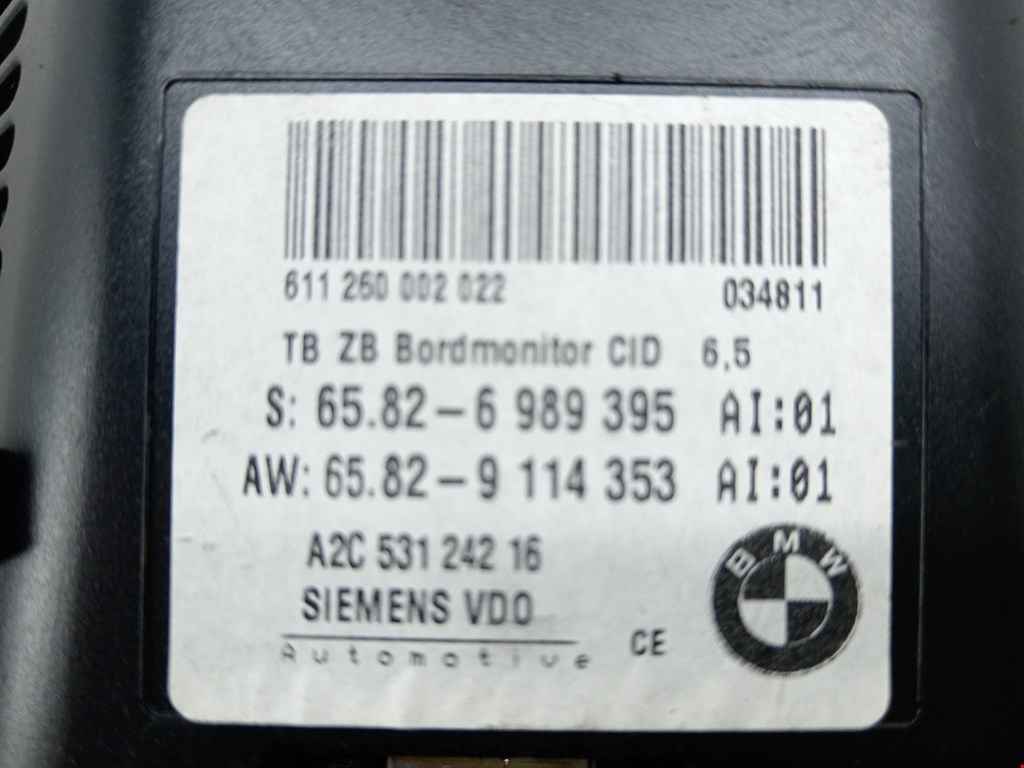 611 260 002 022 034811
TB ZB Bordmonitor CID 6,5
S: 65.82-6 989 395 AI:01
AW: 65.82-9 114 353 AI:01
A2C 531 242 16
SIEMENS VDO
Automotive
CE
BMW